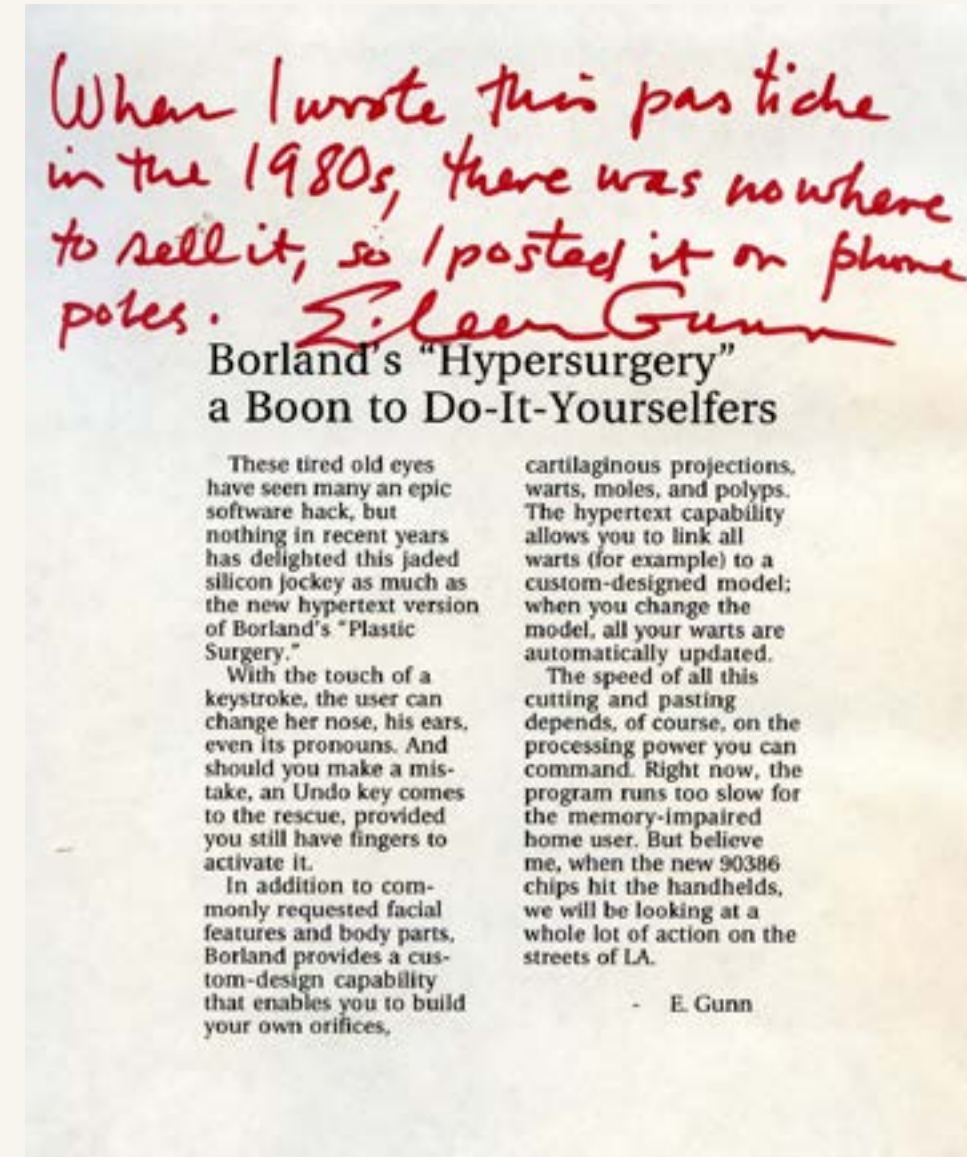 When I wrote this pastiche
in the 1980s, there was nowhere
to sell it, so I posted it on phone
poles. Eileen Gunn
Borland's "Hypersurgery"
a Boon to Do-It-Yourselfers
These tired old eyes
have seen many an epic
software hack, but
nothing in recent years
has delighted this jaded
silicon jockey as much as
the new hypertext version
of Borland's "Plastic
Surgery."
With the touch of a
keystroke, the user can
change her nose, his ears,
even its pronouns. And
should you make a mis-
take, an Undo key comes
to the rescue, provided
you still have fingers to
activate it.
In addition to com-
monly requested facial
features and body parts,
Borland provides a cus-
tom-design capability
that enables you to build
your own orifices,
cartilaginous projections,
warts, moles, and polyps.
The hypertext capability
allows you to link all
warts (for example) to a
custom-designed model;
when you change the
model, all your warts are
automatically updated.
The speed of all this
cutting and pasting
depends, of course, on the
processing power you can
command. Right now, the
program runs too slow for
the memory-impaired
home user. But believe
me, when the new 90386
chips hit the handhelds,
we will be looking at a
whole lot of action on the
streets of LA.
- E. Gunn